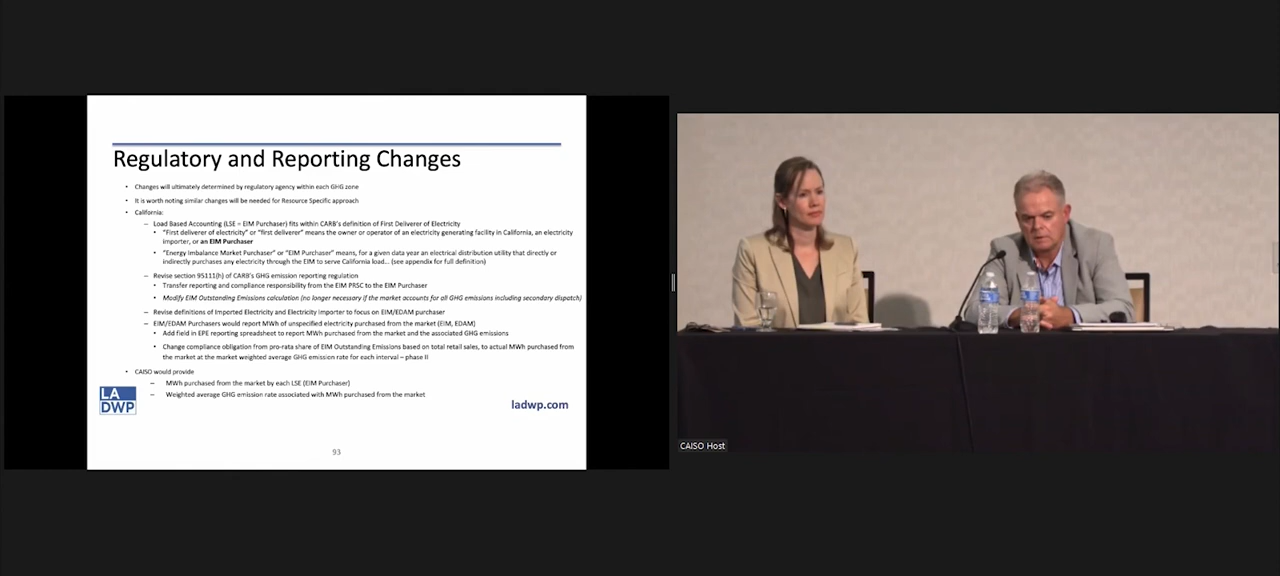 Regulatory and Reporting Changes
• Changes will ultimately determined by regulatory agency within each GHG zone
• It is worth noting similar changes will be needed for Resource Specific approach
• California:
– Load Based Accounting (LSE – EIM Purchaser) fits within CARB's definition of First Deliverer of Electricity
• "First deliverer of electricity" or "first deliverer" means the owner or operator of an electricity generating facility in California, an electricity
importer, or an EIM Purchaser
• "Energy Imbalance Market Purchaser" or "EIM Purchaser" means, for a given data year an electrical distribution utility that directly or
indirectly purchases any electricity through the EIM to serve California load... (see appendix for full definition)
– Revise section 95111(h) of CARB's GHG emission reporting regulation
• Transfer reporting and compliance responsibility from the EIM PRSC to the EIM Purchaser
• Modify EIM Outstanding Emissions calculation (no longer necessary if the market accounts for all GHG emissions including secondary dispatch)
– Revise definitions of Imported Electricity and Electricity Importer to focus on EIM/EDAM purchaser
– EIM/EDAM Purchasers would report MWh of unspecified electricity purchased from the market (EIM, EDAM)
• Add field in EPE reporting spreadsheet to report MWh purchased from the market and the associated GHG emissions
• Change compliance obligation from pro-rata share of EIM Outstanding Emissions based on total retail sales, to actual MWh purchased from
the market at the market weighted average GHG emission rate for each interval – phase II
• CAISO would provide
– MWh purchased from the market by each LSE (EIM Purchaser)
– Weighted average GHG emission rate associated with MWh purchased from the market
LA
DWP
ladwp.com
93
CAISO Host